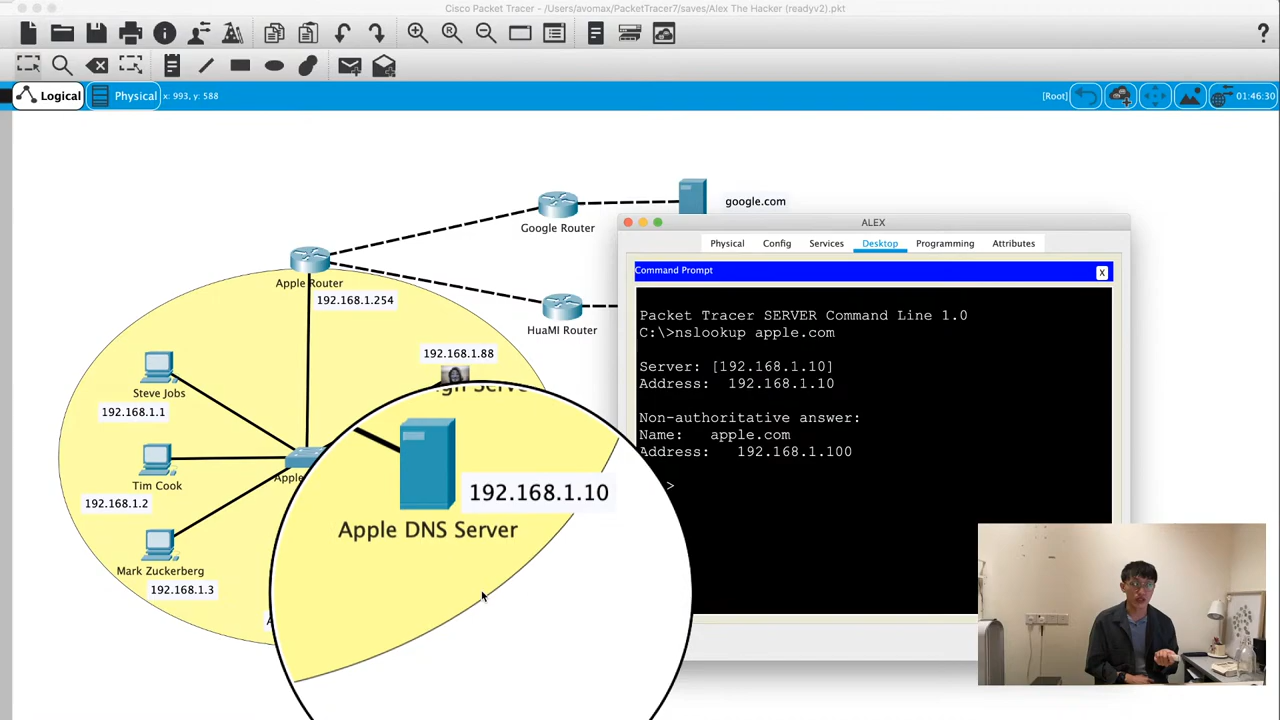 Cisco Packet Tracer - /Users/avomax/PacketTracer7/saves/Alex The Hacker (readyv2).pkt
?
Logical
Physical
x: 993, y: 588
[Root]
01:46:30
google.com
Google Router
Apple Router
192.168.1.254
HuaMI Router
192.168.1.88
Steve Jobs
192.168.1.1
Tim Cook
192.168.1.2
Mark Zuckerberg
192.168.1.3
Apple
192.168.1.10
Apple DNS Server
ALEX
Physical Config Services Desktop Programming Attributes
Command Prompt
X
Packet Tracer SERVER Command Line 1.0
C:\>nslookup apple.com
Server: [192.168.1.10]
Address: 192.168.1.10
Non-authoritative answer:
Name: apple.com
Address: 192.168.1.100
>